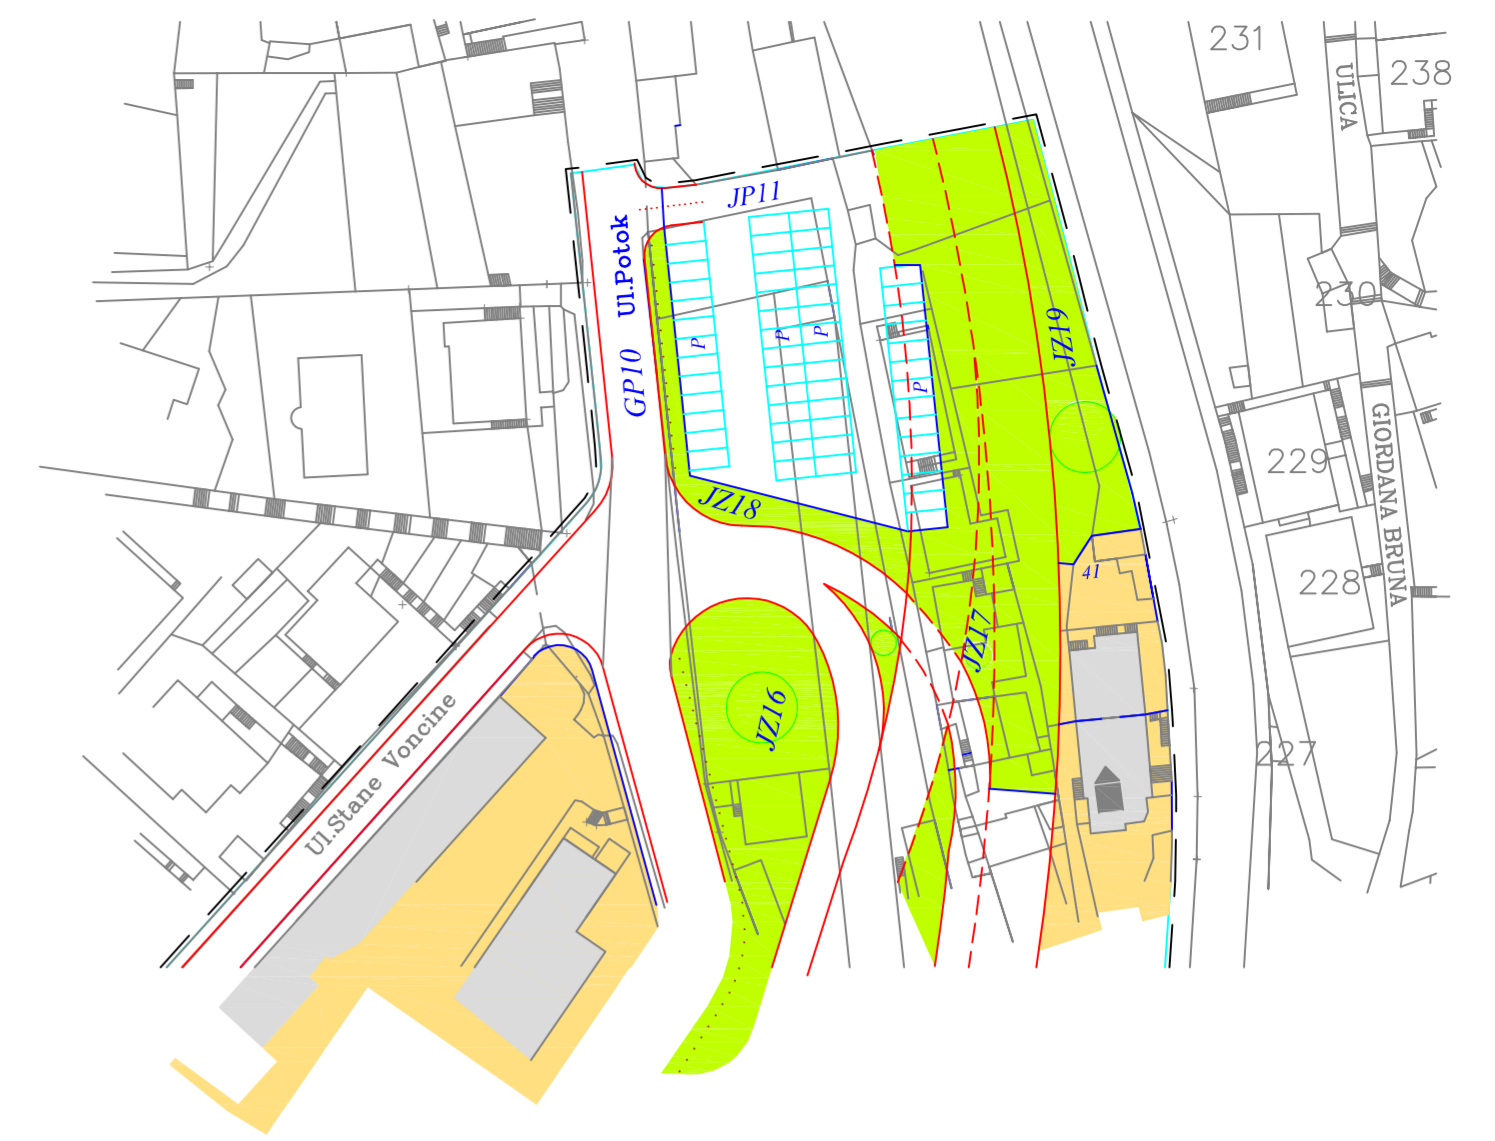 231
238
ULICA
JP11
Ul.Potok
230
JZ19
P
P
P
P
GP10
GIORDANA BRUNA
229
JZ18
41
228
JZ17
JZ16
Ul.Stane Voncine
227